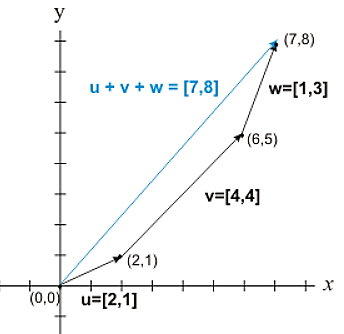 y
(7,8)
u + v + w = [7,8]
w=[1,3]
(6,5)
v=[4,4]
(2,1)
x
(0,0)
u=[2,1]